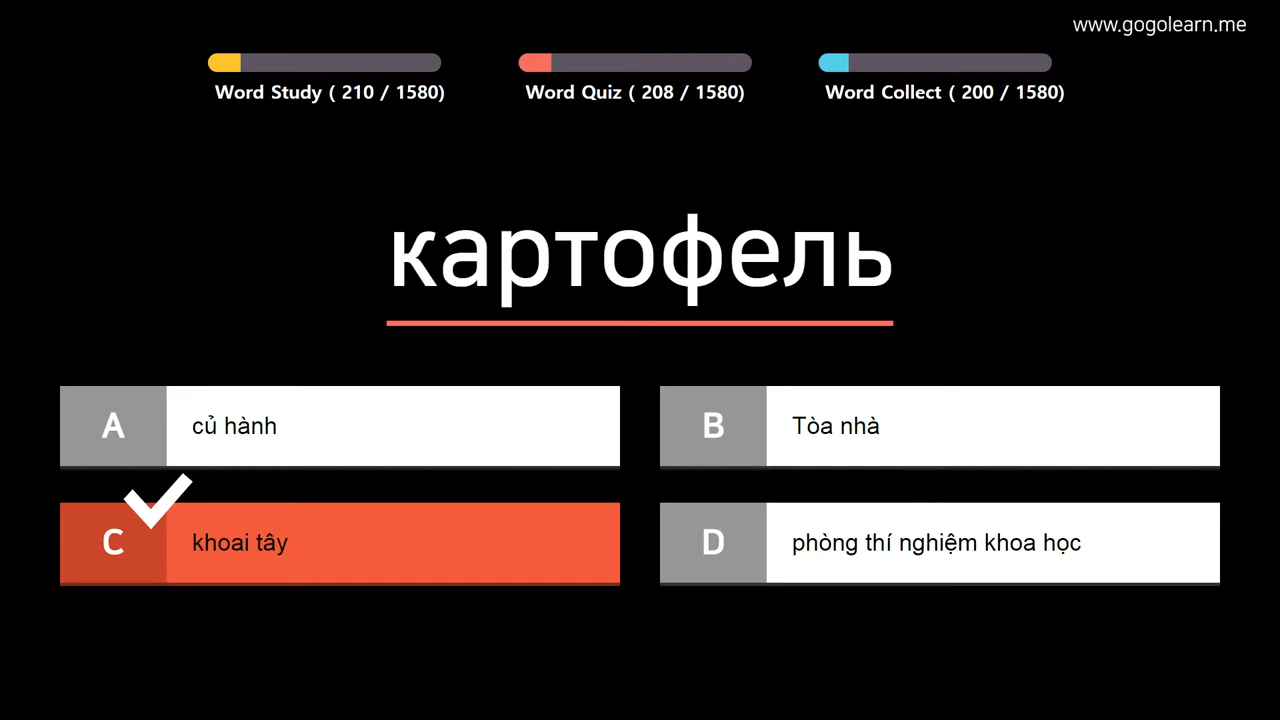 www.gogolearn.me
Word Study ( 210 / 1580)
Word Quiz ( 208 / 1580)
Word Collect ( 200 / 1580)
картофель
A củ hành
B Tòa nhà
C khoai tây
D phòng thí nghiệm khoa học